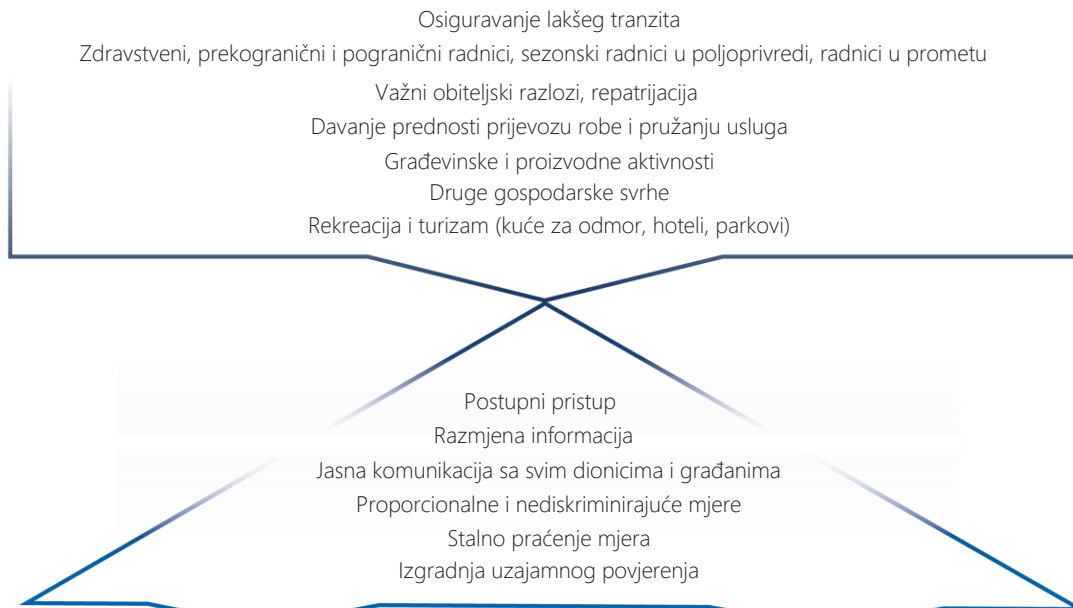 Osiguravanje lakšeg tranzita
Zdravstveni, prekogranični i pogranični radnici, sezonski radnici u poljoprivredi, radnici u prometu
Važni obiteljski razlozi, repatrijacija
Davanje prednosti prijevozu robe i pružanju usluga
Građevinske i proizvodne aktivnosti
Druge gospodarske svrhe
Rekreacija i turizam (kuće za odmor, hoteli, parkovi)
Postupni pristup
Razmjena informacija
Jasna komunikacija sa svim dionicima i građanima
Proporcionalne i nediskriminirajuće mjere
Stalno praćenje mjera
Izgradnja uzajamnog povjerenja